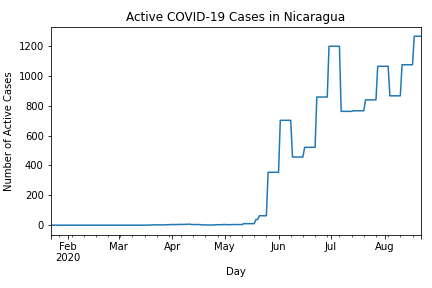 Active COVID-19 Cases in Nicaragua
Number of Active Cases
1200
1000
800
600
400
200
0
Feb Mar Apr May Jun Jul Aug
2020
Day